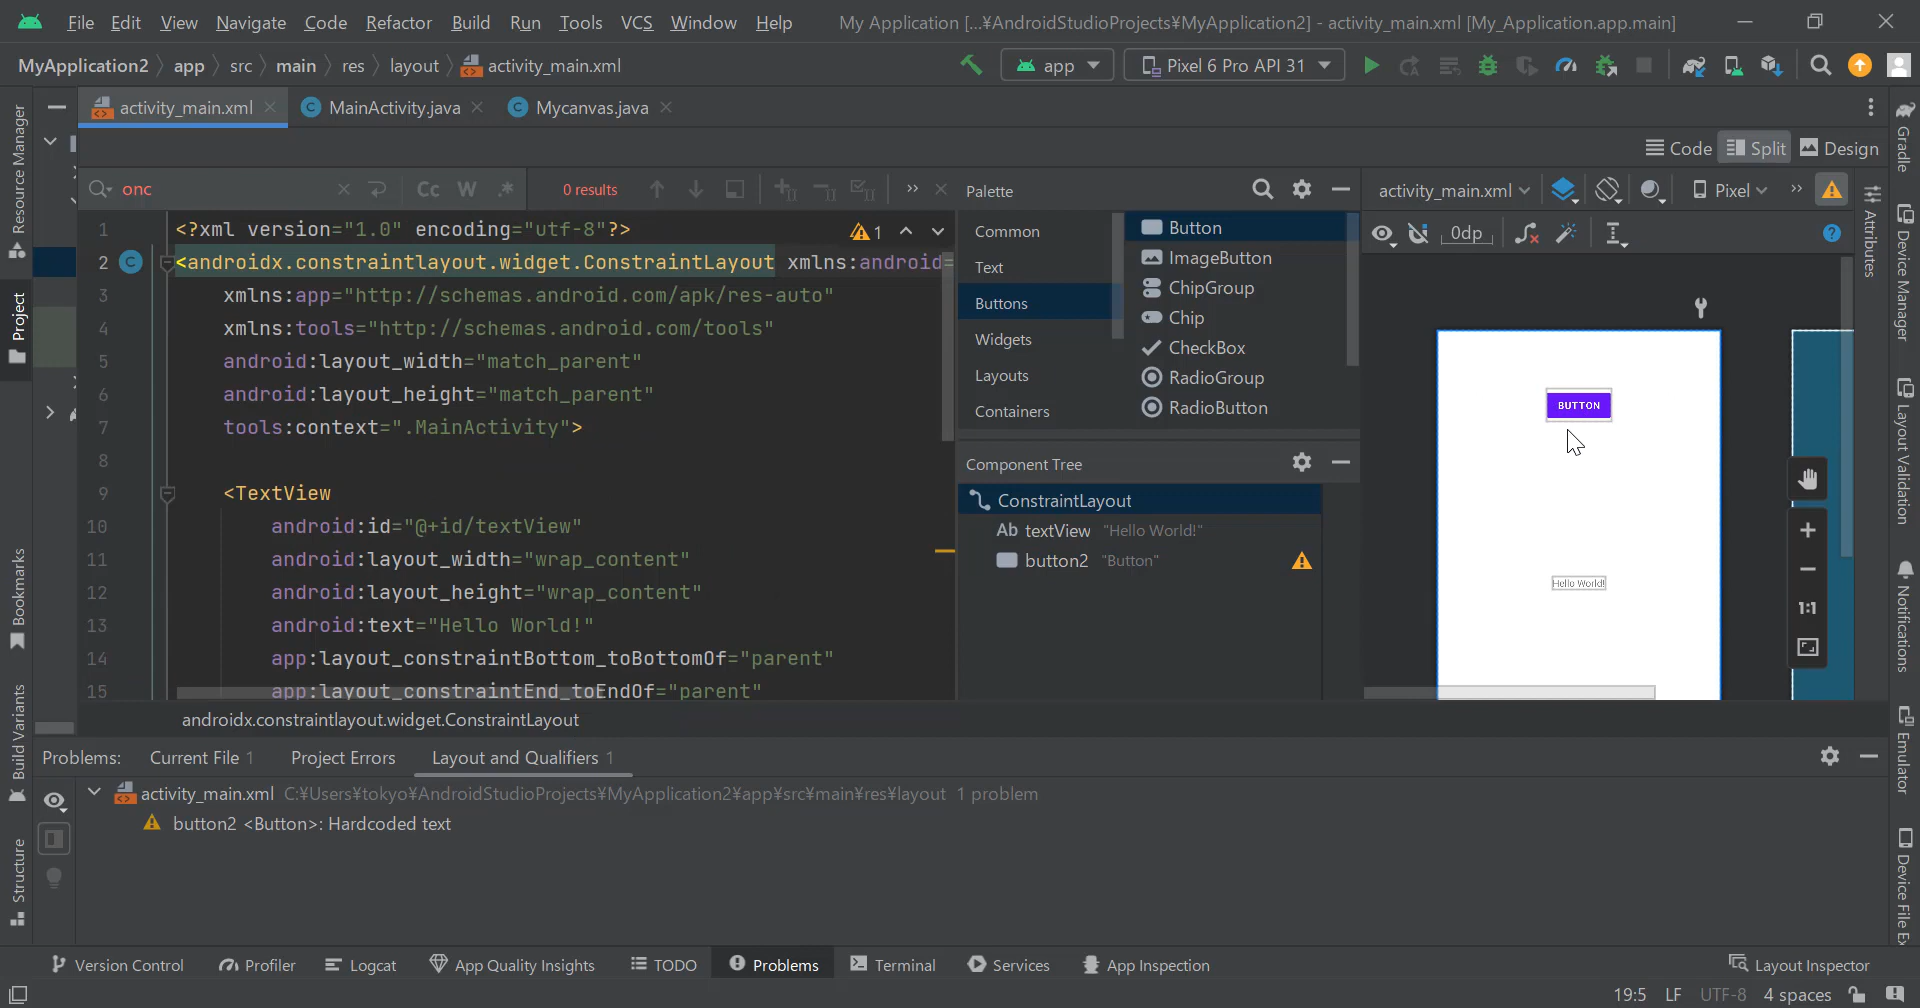 File Edit View Navigate Code Refactor Build Run Tools VCS Window Help My Application [...¥AndroidStudioProjects¥MyApplication2] - activity_main.xml [My_Application.app.main]
MyApplication2 app src main res layout activity_main.xml app Pixel 6 Pro API 31
activity_main.xml MainActivity.java Mycanvas.java
Code Split Design
onc Cc W .* 0 results
Palette
activity_main.xml Pixel
0dp
1 <?xml version="1.0" encoding="utf-8"?> 1
2 <androidx.constraintlayout.widget.ConstraintLayout xmlns:android=
3 xmlns:app="http://schemas.android.com/apk/res-auto"
4 xmlns:tools="http://schemas.android.com/tools"
5 android:layout_width="match_parent"
6 android:layout_height="match_parent"
7 tools:context=".MainActivity">
8
9 <TextView
10 android:id="@+id/textView"
11 android:layout_width="wrap_content"
12 android:layout_height="wrap_content"
13 android:text="Hello World!"
14 app:layout_constraintBottom_toBottomOf="parent"
15 app:layout_constraintEnd_toEndOf="parent"
androidx.constraintlayout.widget.ConstraintLayout
Common
Text
Buttons
Widgets
Layouts
Containers
Button
ImageButton
ChipGroup
Chip
CheckBox
RadioGroup
RadioButton
Component Tree
ConstraintLayout
Ab textView "Hello World!"
button2 "Button"
BUTTON
Hello World!
1:1
Resource Manager
Project
Bookmarks
Build Variants
Structure
Gradle
Device Manager
Layout Validation
Notifications
Emulator
Device File Ex
Attributes
Problems: Current File 1 Project Errors Layout and Qualifiers 1
activity_main.xml C:¥Users¥tokyo¥AndroidStudioProjects¥MyApplication2¥app¥src¥main¥res¥layout 1 problem
button2 <Button>: Hardcoded text
Version Control Profiler Logcat App Quality Insights TODO Problems Terminal Services App Inspection Layout Inspector
19:5 LF UTF-8 4 spaces